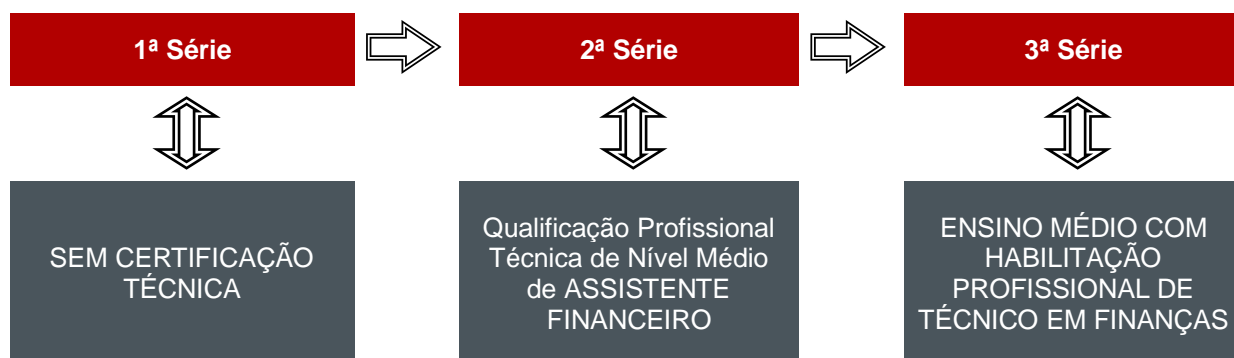 1ª Série
2ª Série
3ª Série
SEM CERTIFICAÇÃO
TÉCNICA
Qualificação Profissional
Técnica de Nível Médio
de ASSISTENTE
FINANCEIRO
ENSINO MÉDIO COM
HABILITAÇÃO
PROFISSIONAL DE
TÉCNICO EM FINANÇAS